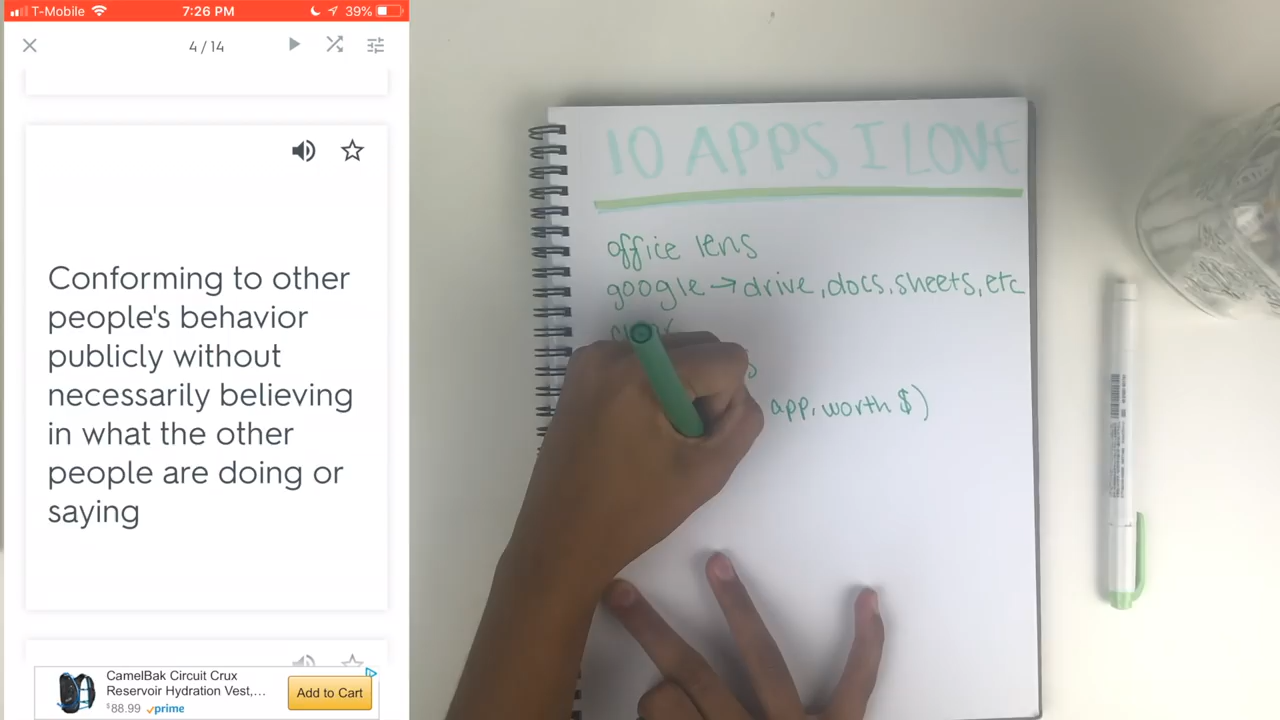 T-Mobile 7:26 PM 39%
4 / 14
Conforming to other
people's behavior
publicly without
necessarily believing
in what the other
people are doing or
saying
CamelBak Circuit Crux
Reservoir Hydration Vest,...
$88.99 prime
Add to Cart
10 APPS I LOVE
office lens
google → drive, docs, sheets, etc
app, worth $)